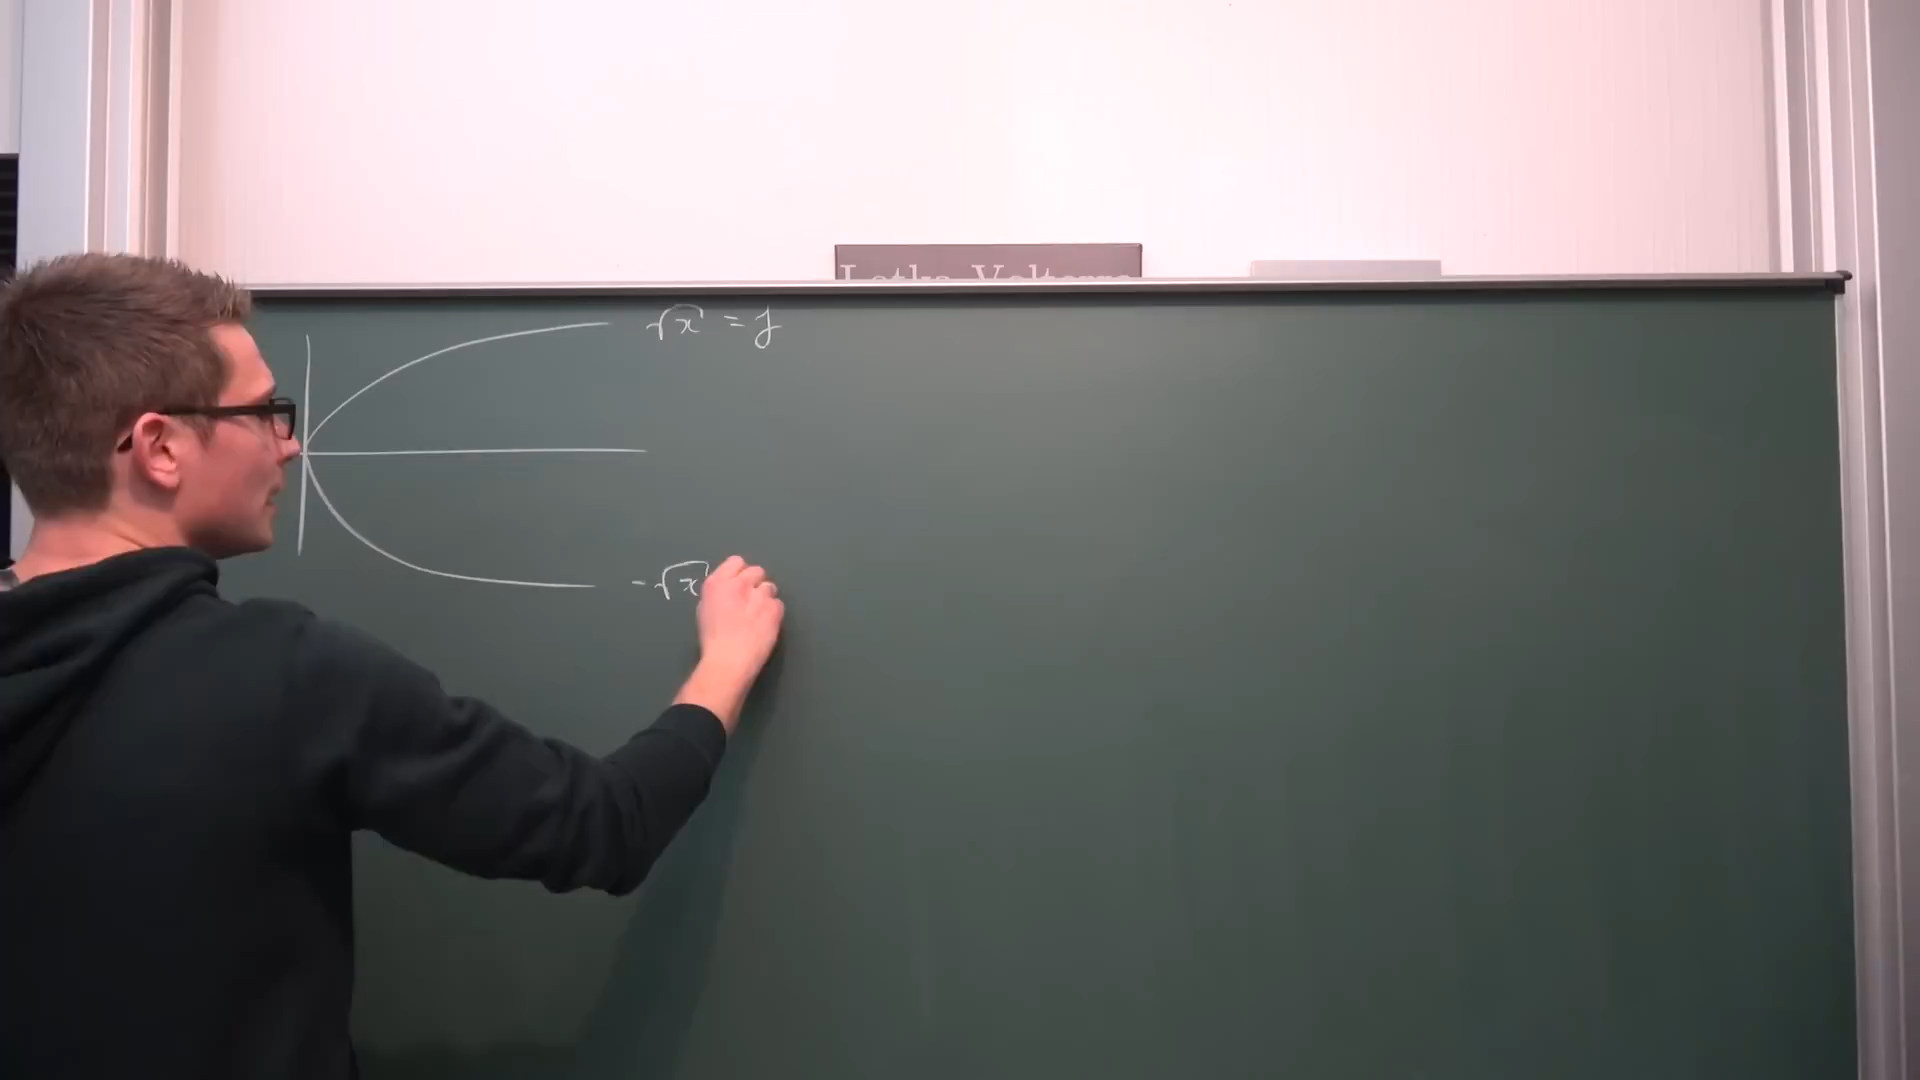 Lotka Volterra
√x = y
-√x